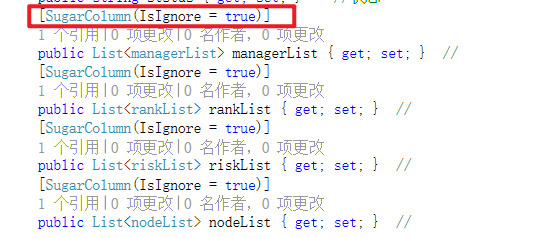 [SugarColumn(IsIgnore = true)]
1 个引用|0 项更改|0 名作者, 0 项更改
public List<managerList> managerList { get; set; }  //
[SugarColumn(IsIgnore = true)]
1 个引用|0 项更改|0 名作者, 0 项更改
public List<rankList> rankList { get; set; }  //
[SugarColumn(IsIgnore = true)]
1 个引用|0 项更改|0 名作者, 0 项更改
public List<riskList> riskList { get; set; }  //
[SugarColumn(IsIgnore = true)]
1 个引用|0 项更改|0 名作者, 0 项更改
public List<nodeList> nodeList { get; set; }  //